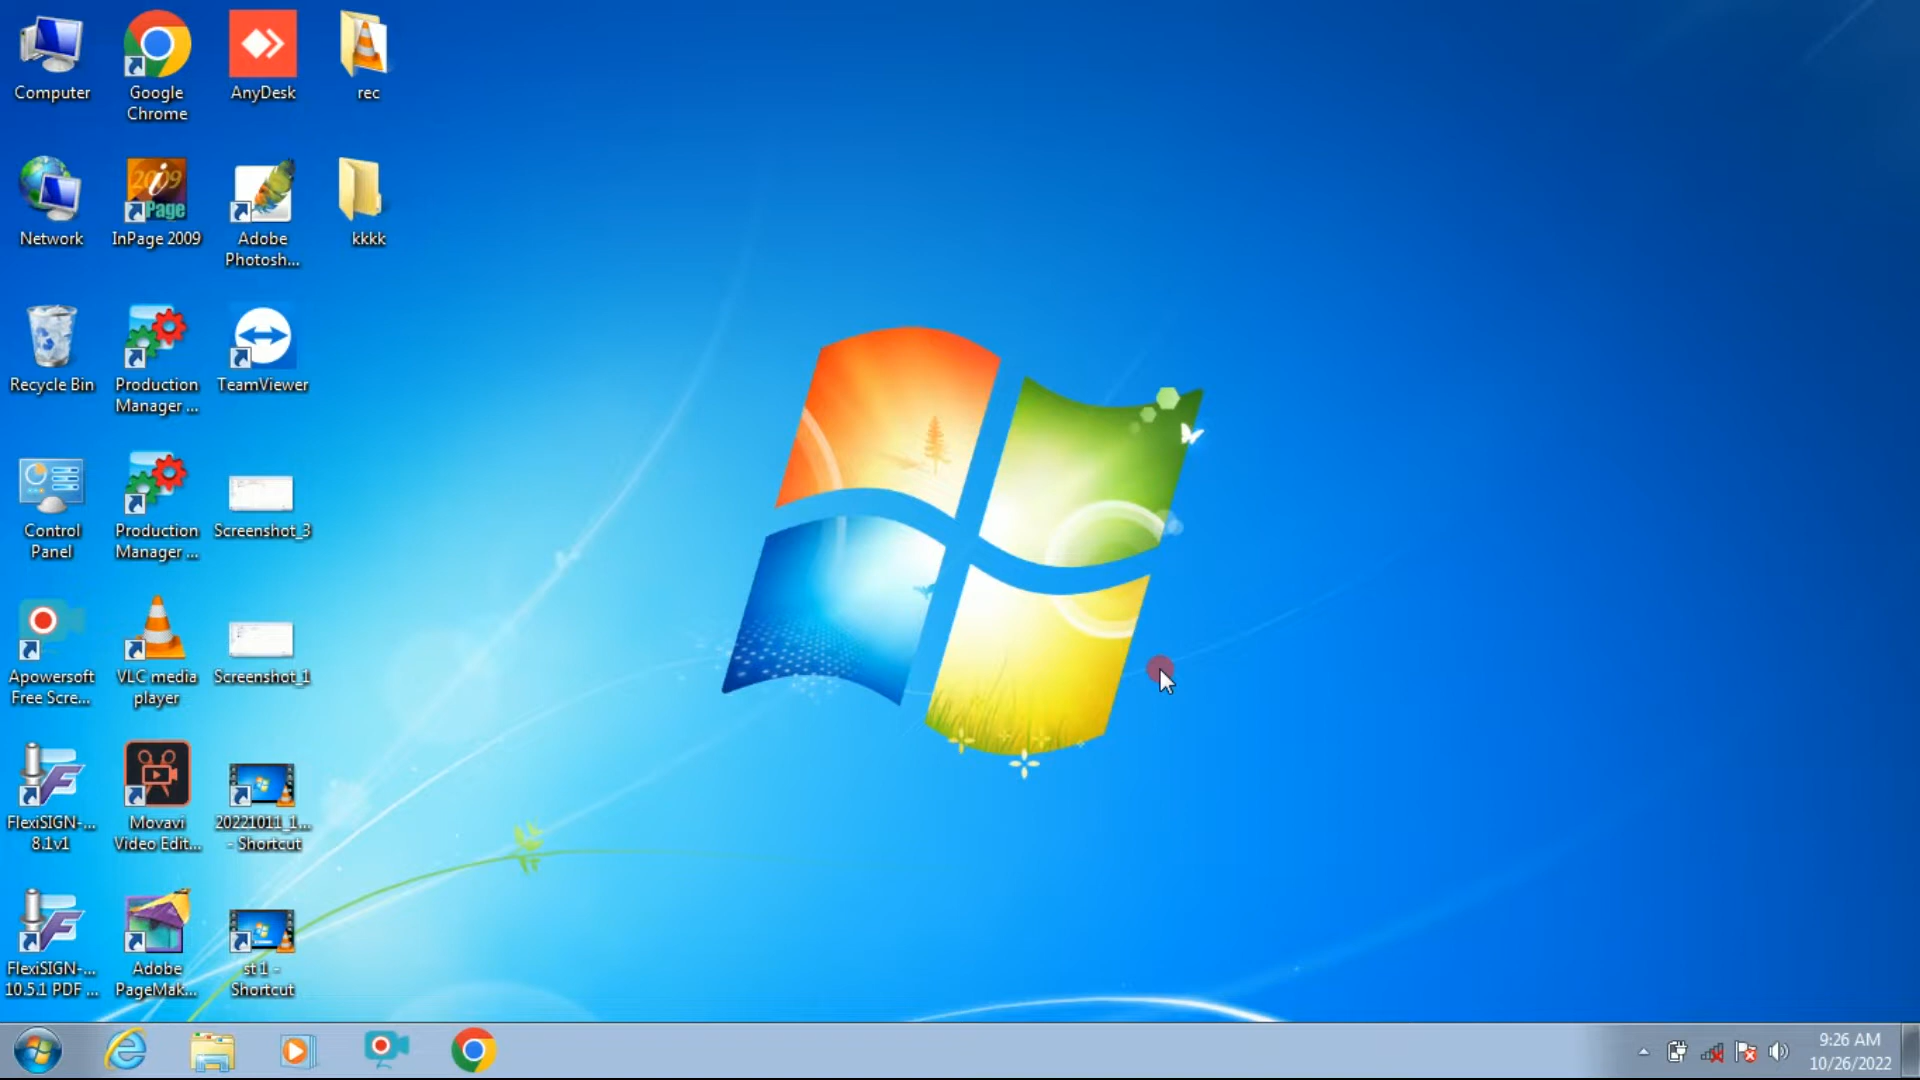 Computer
Google
Chrome
AnyDesk
rec
Network
2009
i
Page
InPage 2009
Adobe
Photosh...
kkkk
Recycle Bin
Production
Manager ...
TeamViewer
Control
Panel
Production
Manager ...
Screenshot_3
Apowersoft
Free Scre...
VLC media
player
Screenshot_1
FlexiSIGN-...
8.1v1
Movavi
Video Edit...
20221011_1...
- Shortcut
FlexiSIGN-...
10.5.1 PDF ...
Adobe
PageMak...
st 1 -
Shortcut
9:26 AM
10/26/2022